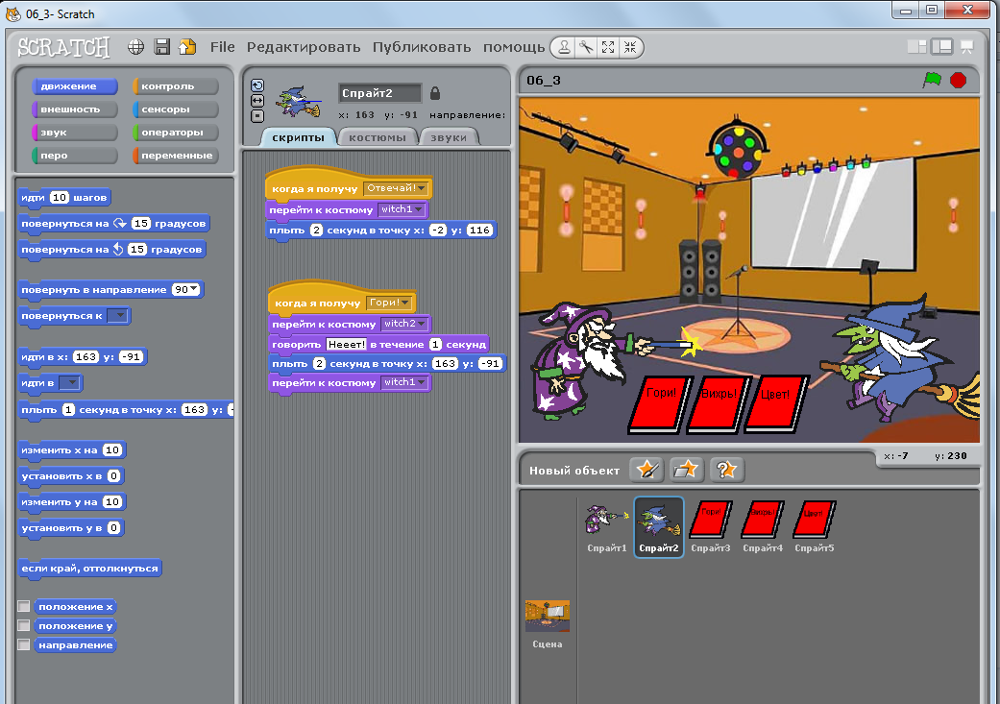 06_3- Scratch
SCRATCH File Редактировать Публиковать помощь
движение контроль
внешность сенсоры
звук операторы
перо переменные
Спрайт2
x: 163 y: -91 направление:
скрипты костюмы звуки
06_3
идти 10 шагов
повернуться на 15 градусов
повернуться на 15 градусов
повернуть в направление 90
повернуться к
идти в x: 163 y: -91
идти в
плыть 1 секунд в точку x: 163 y:
изменить x на 10
установить x в 0
изменить y на 10
установить y в 0
если край, оттолкнуться
положение x
положение y
направление
когда я получу Отвечай!
перейти к костюму witch1
плыть 2 секунд в точку x: -2 y: 116
когда я получу Гори!
перейти к костюму witch2
говорить Нееет! в течение 1 секунд
плыть 2 секунд в точку x: 163 y: -91
перейти к костюму witch1
Гори! Вихрь! Цвет!
x: -7 y: 230
Новый объект
Гори! Вихрь! Цвет!
Спрайт1 Спрайт2 Спрайт3 Спрайт4 Спрайт5
Сцена